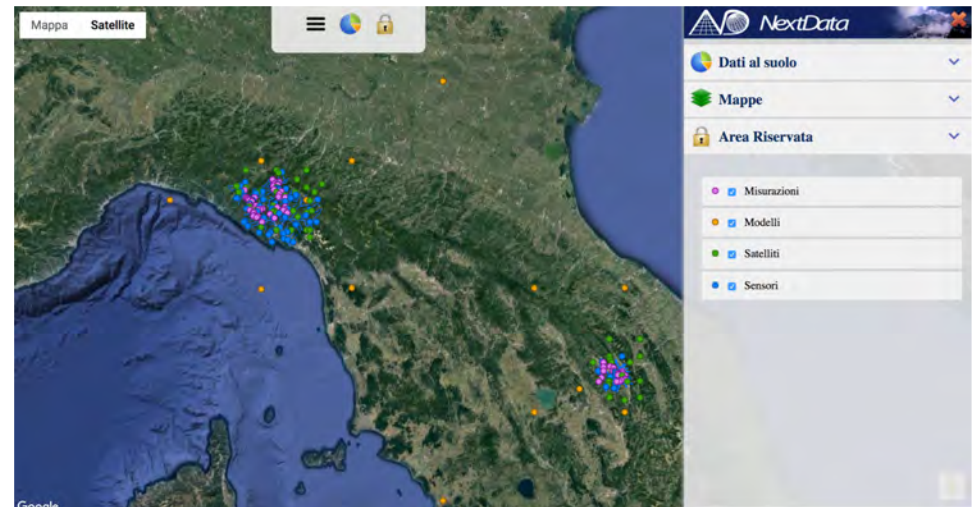 Mappa Satellite
NextData
Dati al suolo
Mappe
Area Riservata
Misurazioni
Modelli
Satelliti
Sensori
Google